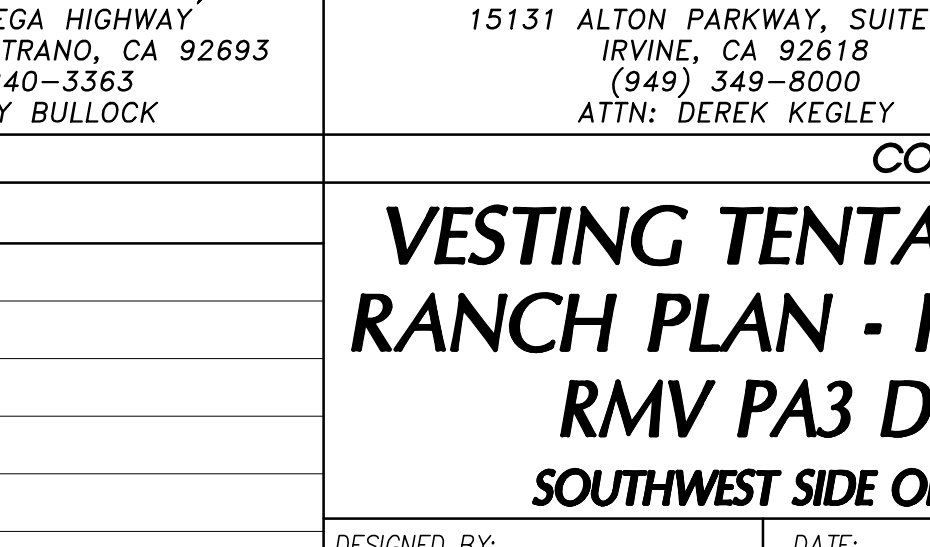 EGA HIGHWAY
TRANO, CA 92693
40-3363
Y BULLOCK
15131 ALTON PARKWAY, SUITE
IRVINE, CA 92618
(949) 349-8000
ATTN: DEREK KEGLEY
CO
VESTING TENTA
RANCH PLAN -
RMV PA3 D
SOUTHWEST SIDE O
DESIGNED BY:
DATE: